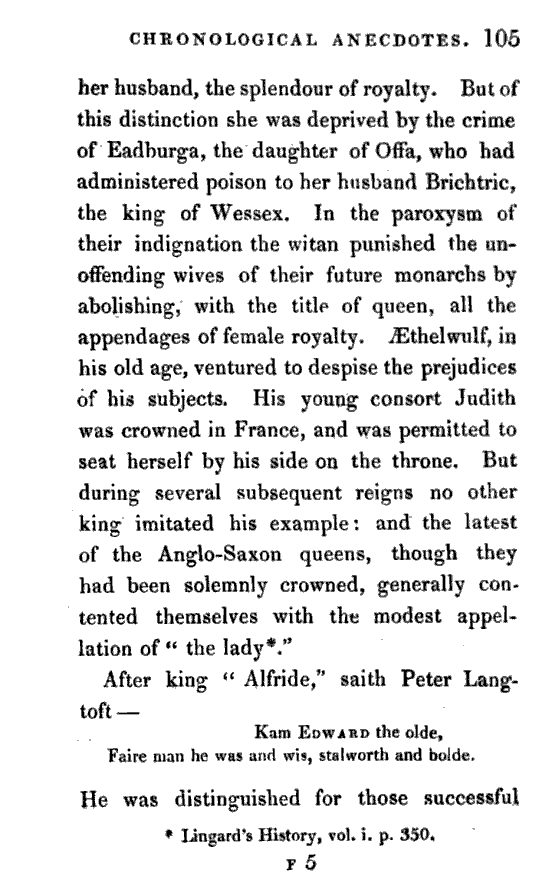 CHRONOLOGICAL ANECDOTES. 105
her husband, the splendour of royalty. But of
this distinction she was deprived by the crime
of Eadburga, the daughter of Offa, who had
administered poison to her husband Brichtric,
the king of Wessex. In the paroxysm of
their indignation the witan punished the un-
offending wives of their future monarchs by
abolishing, with the title of queen, all the
appendages of female royalty. Æthelwulf, in
his old age, ventured to despise the prejudices
of his subjects. His young consort Judith
was crowned in France, and was permitted to
seat herself by his side on the throne. But
during several subsequent reigns no other
king imitated his example: and the latest
of the Anglo-Saxon queens, though they
had been solemnly crowned, generally con-
tented themselves with the modest appel-
lation of “ the lady*.”
After king “ Alfride,” saith Peter Lang-
toft —
Kam EDWARD the olde,
Faire man he was and wis, stalworth and bolde.
He was distinguished for those successful
* Lingard's History, vol. i. p. 350.
F 5